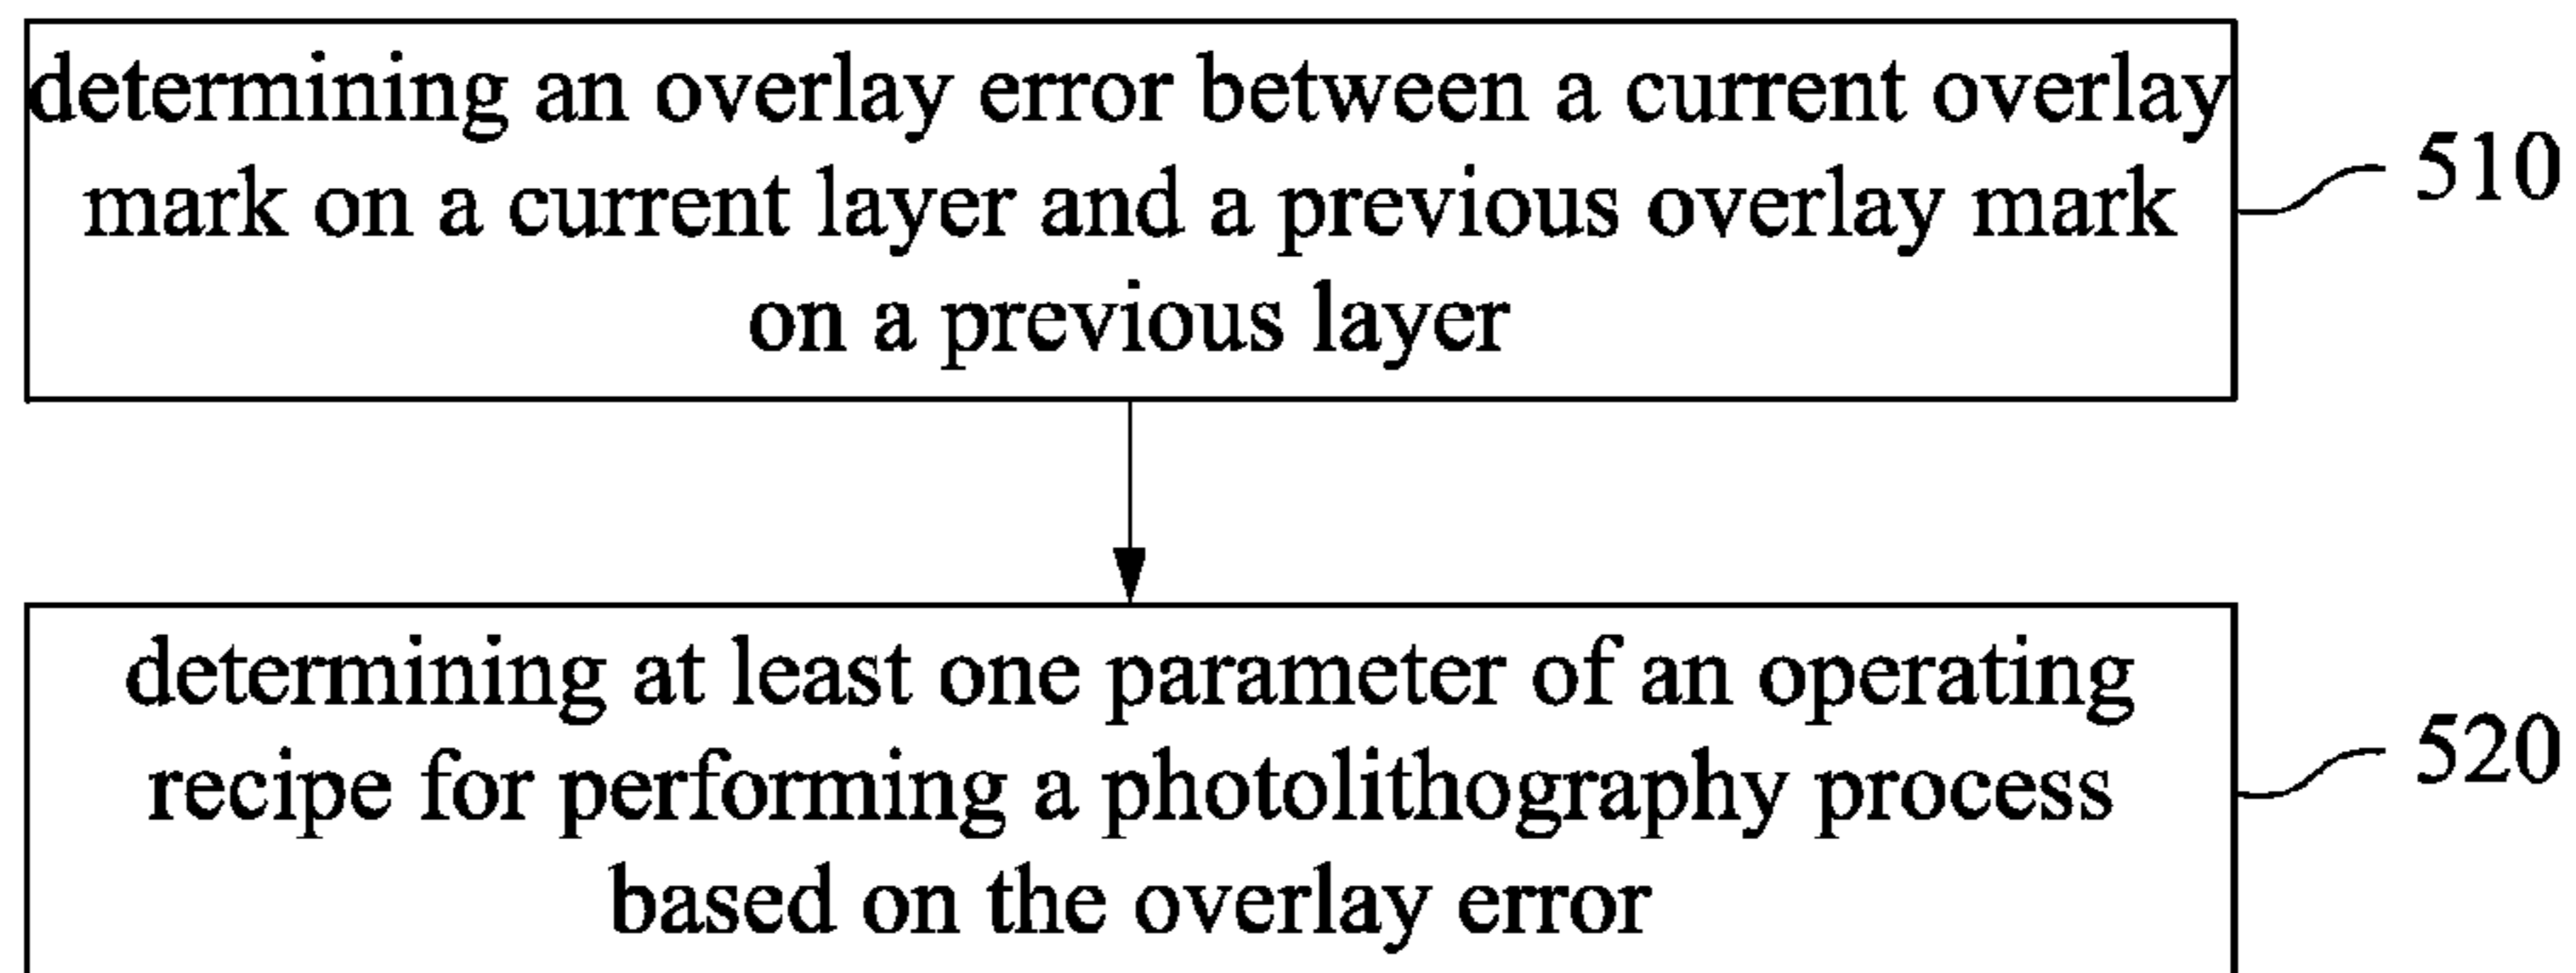 determining an overlay error between a current overlay
mark on a current layer and a previous overlay mark
on a previous layer
510
determining at least one parameter of an operating
recipe for performing a photolithography process
based on the overlay error
520